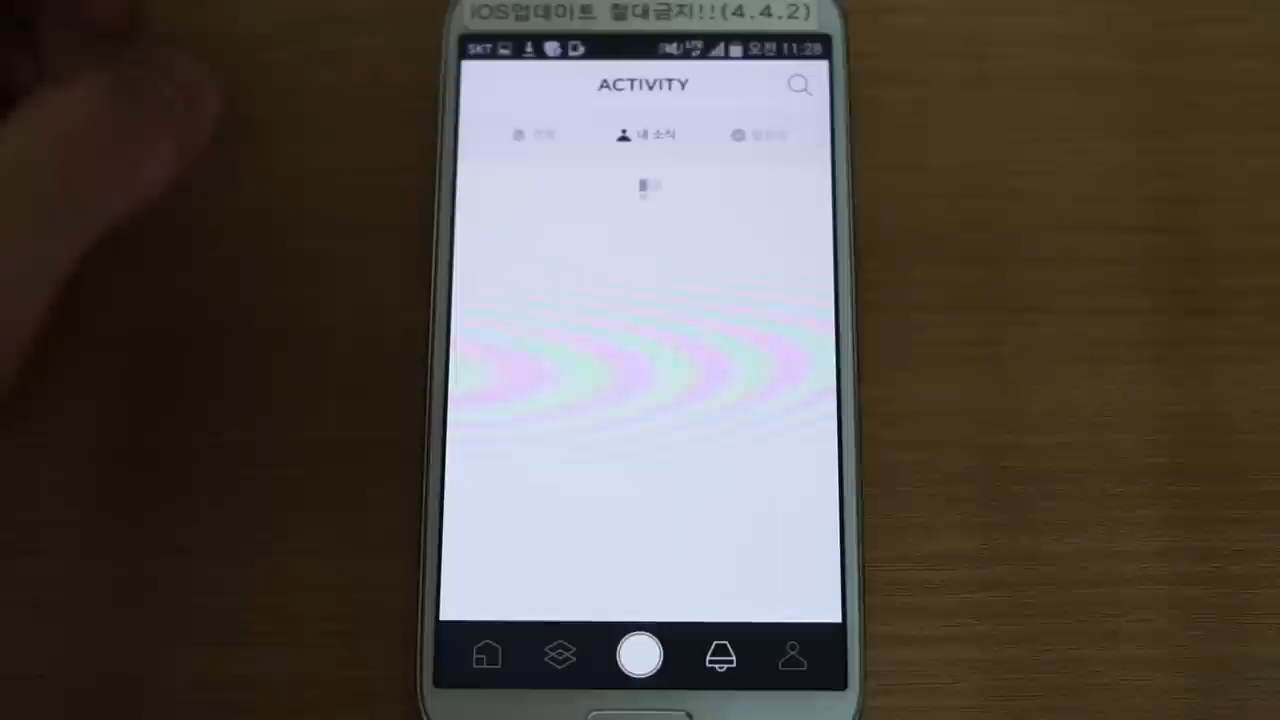 iOS업데이트 절대금지!!(4.4.2)
SKT LTE 오전 11:28
ACTIVITY
내 소식